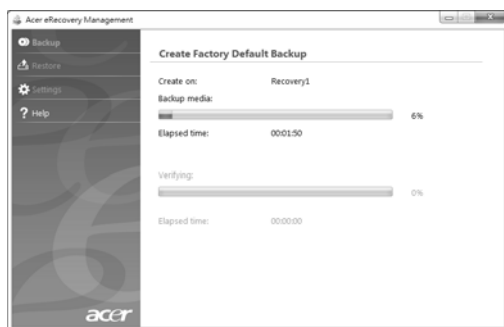 Acer eRecovery Management
Backup
Restore
Settings
Help
Create Factory Default Backup
Create on: Recovery1
Backup media:
6%
Elapsed time: 00:01:50
Verifying:
0%
Elapsed time: 00:00:00
acer